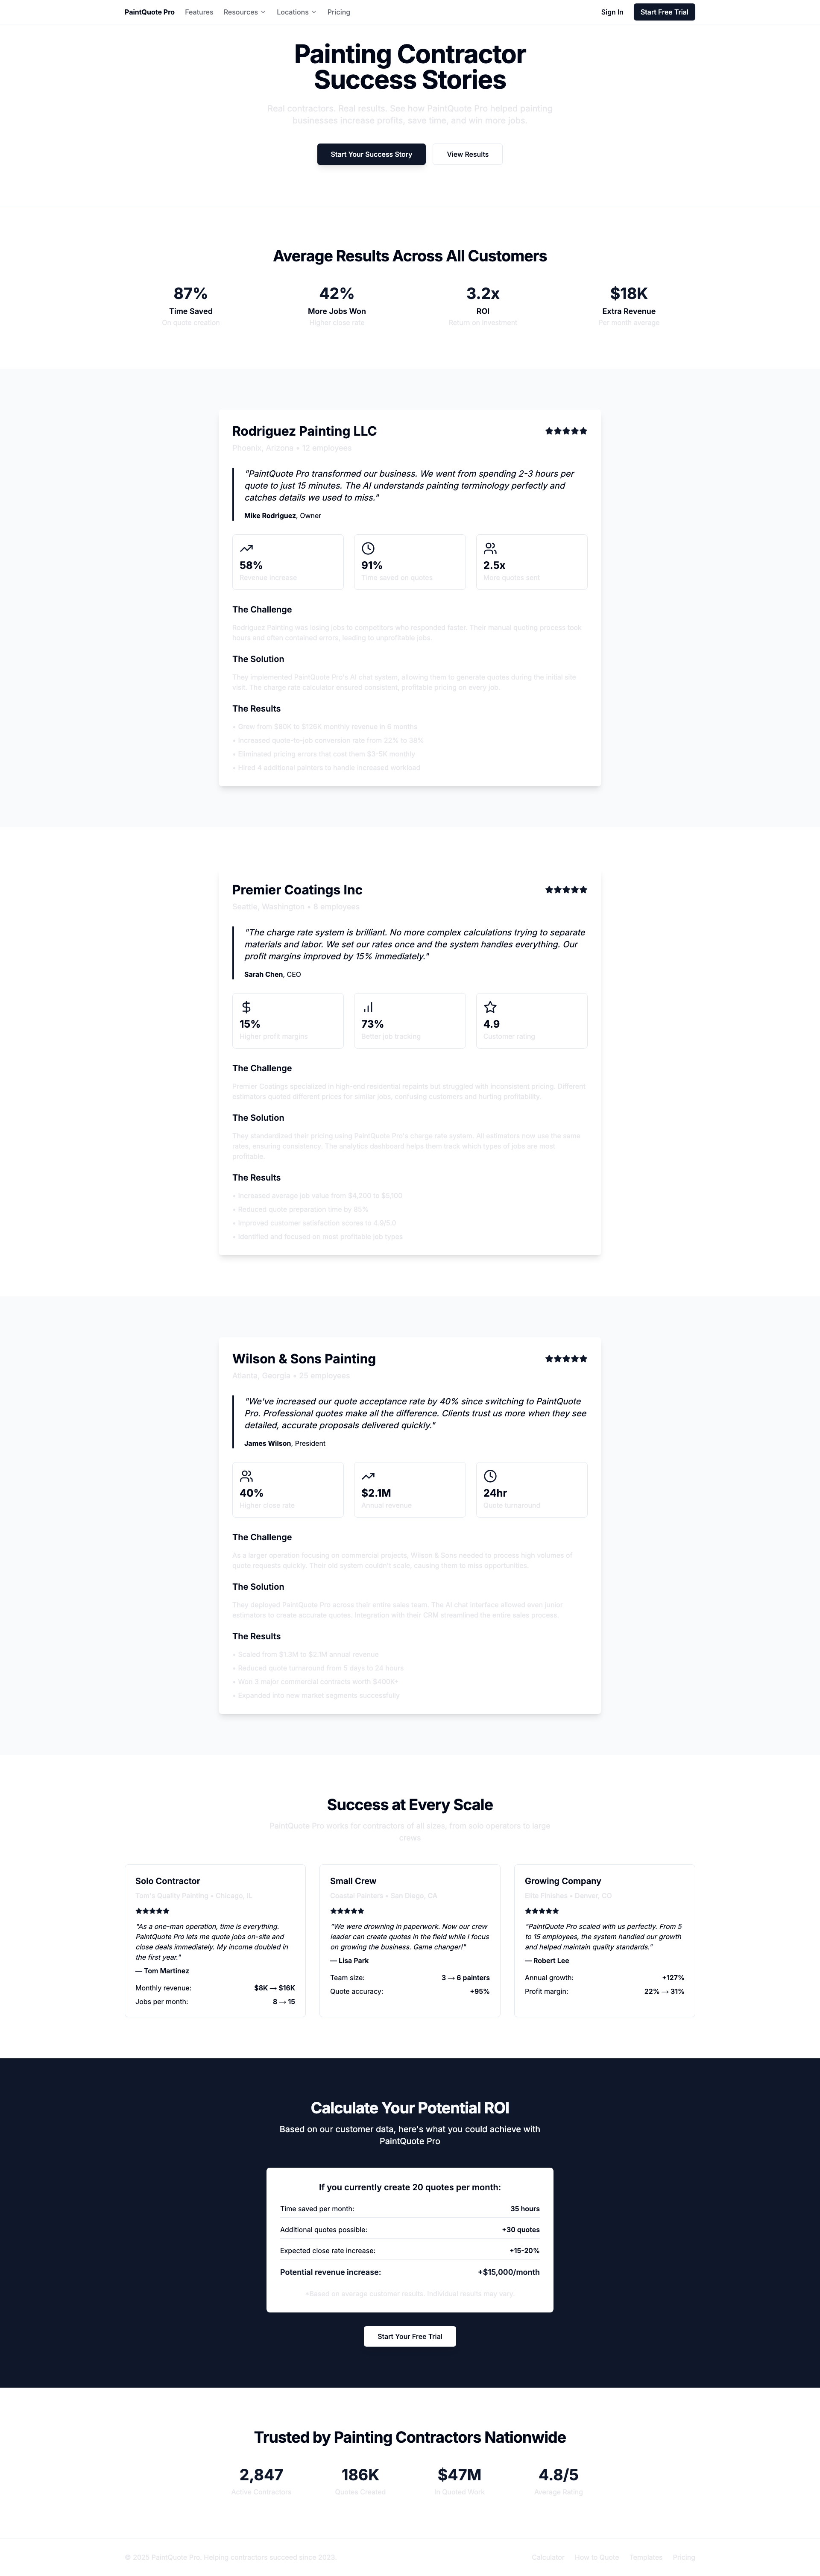 PaintQuote Pro Features Resources Locations Pricing Sign In Start Free Trial
Painting Contractor
Success Stories
Real contractors. Real results. See how PaintQuote Pro helped painting
businesses increase profits, save time, and win more jobs.
Start Your Success Story View Results
Average Results Across All Customers
87% 42% 3.2x $18K
Time Saved More Jobs Won ROI Extra Revenue
On quote creation Higher close rate Return on investment Per month average
Rodriguez Painting LLC
Phoenix, Arizona • 12 employees
"PaintQuote Pro transformed our business. We went from spending 2-3 hours per
quote to just 15 minutes. The AI understands painting terminology perfectly and
catches details we used to miss."
Mike Rodriguez, Owner
58% 91% 2.5x
Revenue increase Time saved on quotes More quotes sent
The Challenge
Rodriguez Painting was losing jobs to competitors who responded faster. Their manual quoting process took
hours and often contained errors, leading to unprofitable jobs.
The Solution
They implemented PaintQuote Pro's AI chat system, allowing them to generate quotes during the initial site
visit. The charge rate calculator ensured consistent, profitable pricing on every job.
The Results
• Grew from $80K to $126K monthly revenue in 6 months
• Increased quote-to-job conversion rate from 22% to 38%
• Eliminated pricing errors that cost them $3-5K monthly
• Hired 4 additional painters to handle increased workload
Premier Coatings Inc
Seattle, Washington • 8 employees
"The charge rate system is brilliant. No more complex calculations trying to separate
materials and labor. We set our rates once and the system handles everything. Our
profit margins improved by 15% immediately."
Sarah Chen, CEO
15% 73% 4.9
Higher profit margins Better job tracking Customer rating
The Challenge
Premier Coatings specialized in high-end residential repaints but struggled with inconsistent pricing. Different
estimators quoted different prices for similar jobs, confusing customers and hurting profitability.
The Solution
They standardized their pricing using PaintQuote Pro's charge rate system. All estimators now use the same
rates, ensuring consistency. The analytics dashboard helps them track which types of jobs are most
profitable.
The Results
• Increased average job value from $4,200 to $5,100
• Reduced quote preparation time by 85%
• Improved customer satisfaction scores to 4.9/5.0
• Identified and focused on most profitable job types
Wilson & Sons Painting
Atlanta, Georgia • 25 employees
"We've increased our quote acceptance rate by 40% since switching to PaintQuote
Pro. Professional quotes make all the difference. Clients trust us more when they see
detailed, accurate proposals delivered quickly."
James Wilson, President
40% $2.1M 24hr
Higher close rate Annual revenue Quote turnaround
The Challenge
As a larger operation focusing on commercial projects, Wilson & Sons needed to process high volumes of
quote requests quickly. Their old system couldn't scale, causing them to miss opportunities.
The Solution
They deployed PaintQuote Pro across their entire sales team. The AI chat interface allowed even junior
estimators to create accurate quotes. Integration with their CRM streamlined the entire sales process.
The Results
• Scaled from $1.3M to $2.1M annual revenue
• Reduced quote turnaround from 5 days to 24 hours
• Won 3 major commercial contracts worth $400K+
• Expanded into new market segments successfully
Success at Every Scale
PaintQuote Pro works for contractors of all sizes, from solo operators to large
crews
Solo Contractor
Tom's Quality Painting • Chicago, IL
"As a one-man operation, time is everything.
PaintQuote Pro lets me quote jobs on-site and
close deals immediately. My income doubled in
the first year."
— Tom Martinez
Monthly revenue: $8K → $16K
Jobs per month: 8 → 15
Small Crew
Coastal Painters • San Diego, CA
"We were drowning in paperwork. Now our crew
leader can create quotes in the field while I focus
on growing the business. Game changer!"
— Lisa Park
Team size: 3 → 6 painters
Quote accuracy: +95%
Growing Company
Elite Finishes • Denver, CO
"PaintQuote Pro scaled with us perfectly. From 5
to 15 employees, the system handled our growth
and helped maintain quality standards."
— Robert Lee
Annual growth: +127%
Profit margin: 22% → 31%
Calculate Your Potential ROI
Based on our customer data, here's what you could achieve with
PaintQuote Pro
If you currently create 20 quotes per month:
Time saved per month: 35 hours
Additional quotes possible: +30 quotes
Expected close rate increase: +15-20%
Potential revenue increase: +$15,000/month
*Based on average customer results. Individual results may vary.
Start Your Free Trial
Trusted by Painting Contractors Nationwide
2,847 186K $47M 4.8/5
Active Contractors Quotes Created In Quoted Work Average Rating
© 2025 PaintQuote Pro. Helping contractors succeed since 2023. Calculator How to Quote Templates Pricing